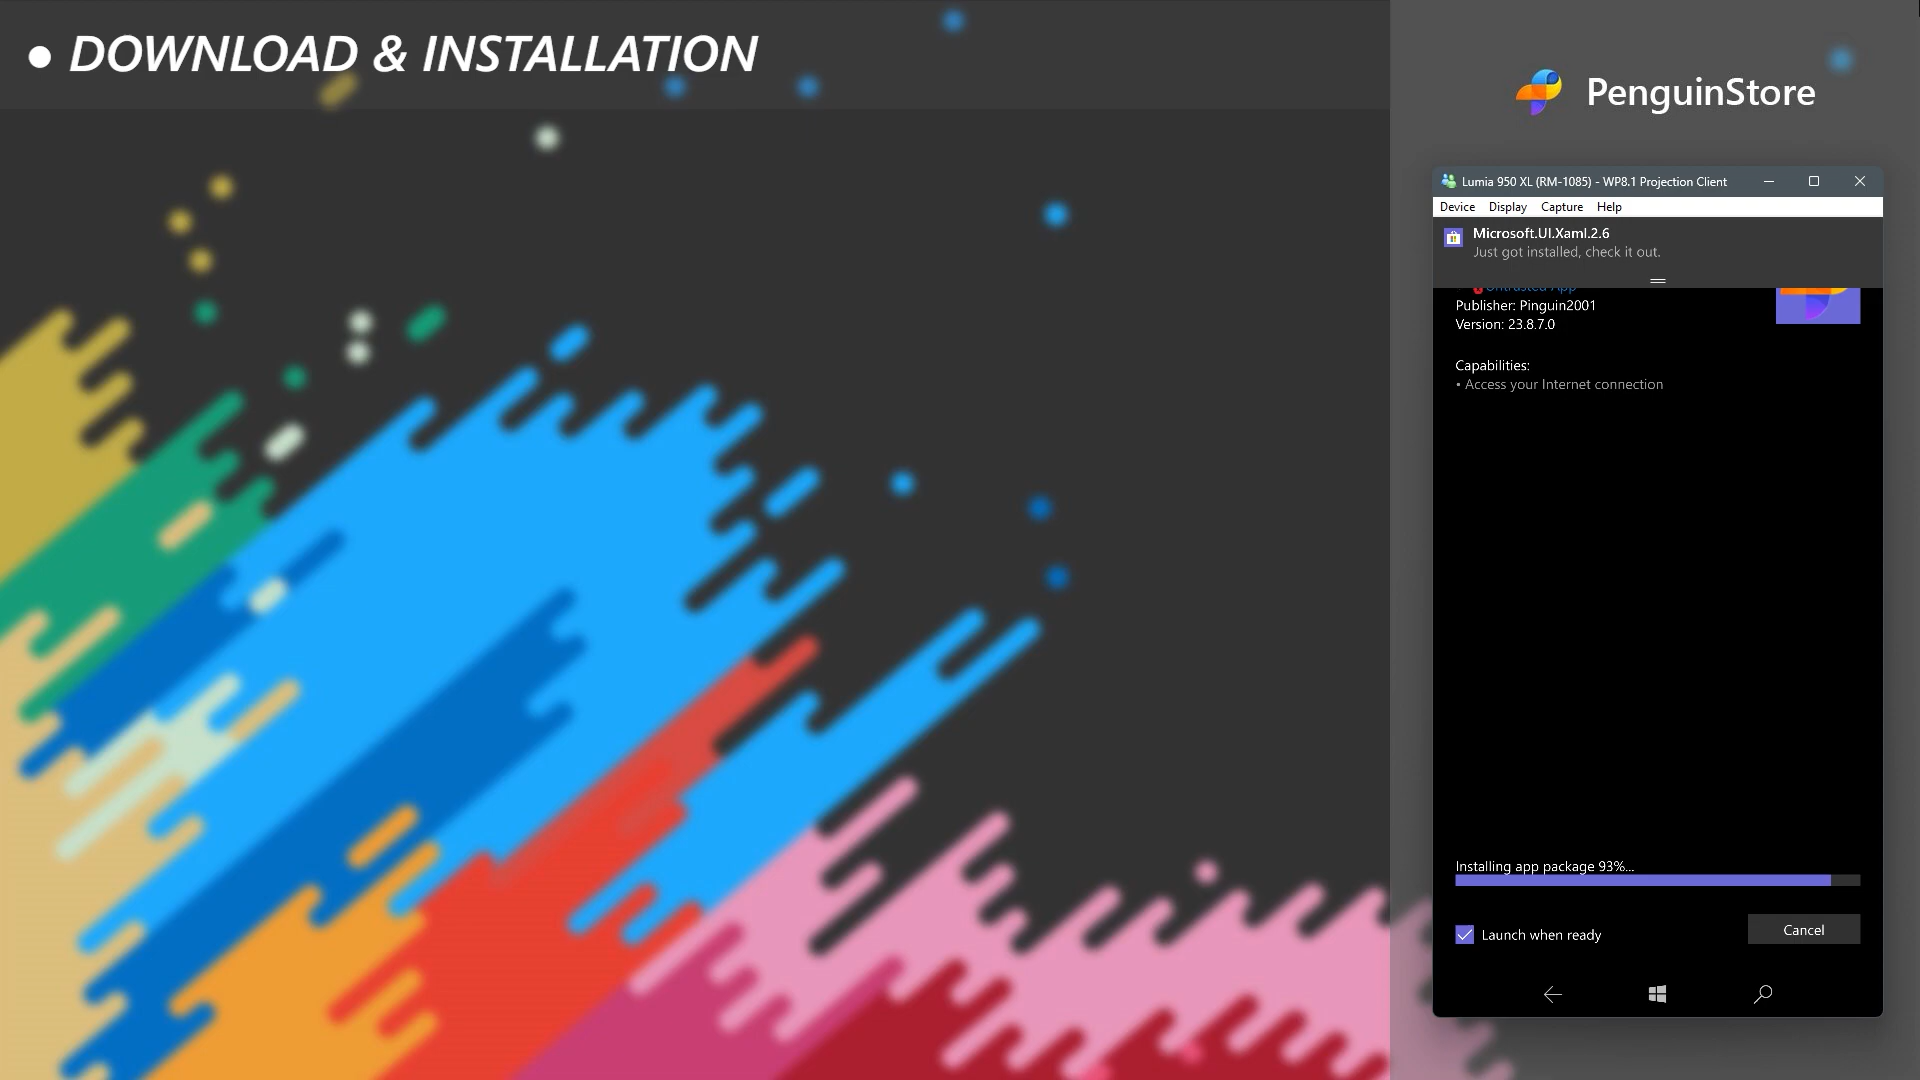 • DOWNLOAD & INSTALLATION
PenguinStore
Lumia 950 XL (RM-1085) - WP8.1 Projection Client
Device Display Capture Help
Microsoft.UI.Xaml.2.6
Just got installed, check it out.
Untrusted App
Publisher: Pinguin2001
Version: 23.8.7.0
Capabilities:
• Access your Internet connection
Installing app package 93%...
Launch when ready
Cancel